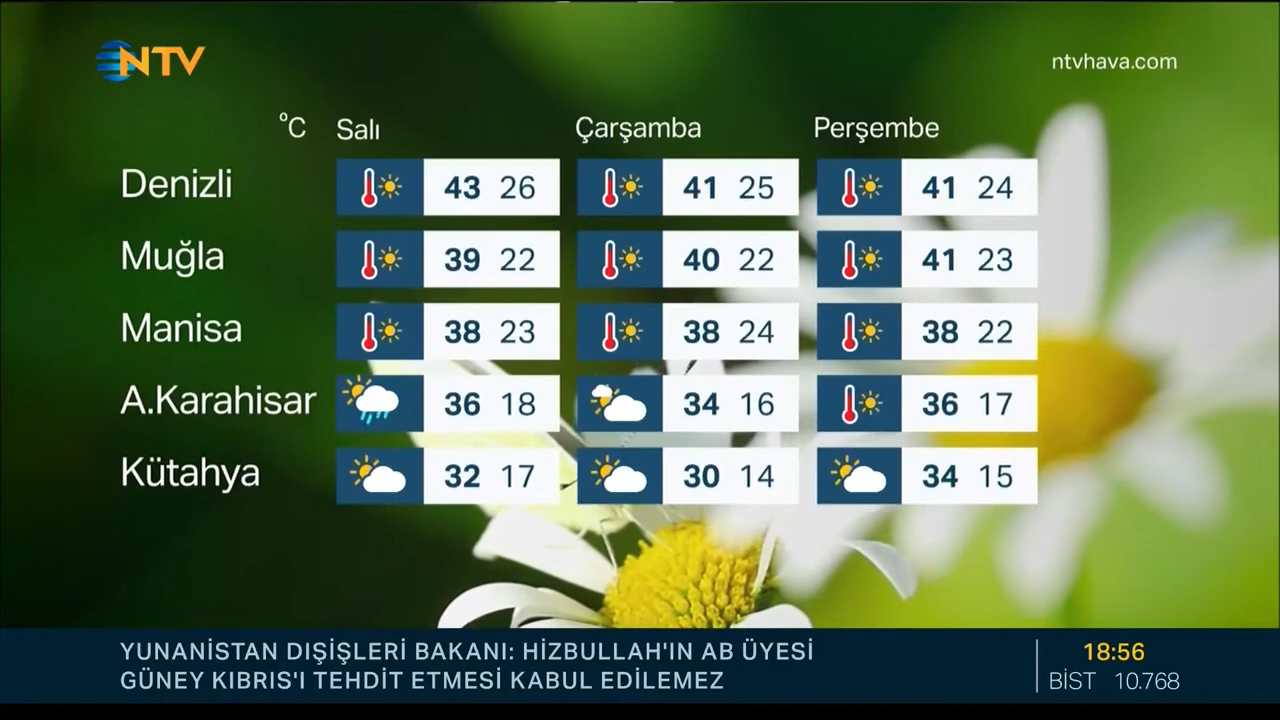 NTV
ntvhava.com
°C Salı Çarşamba Perşembe
Denizli 43 26 41 25 41 24
Muğla 39 22 40 22 41 23
Manisa 38 23 38 24 38 22
A.Karahisar 36 18 34 16 36 17
Kütahya 32 17 30 14 34 15
YUNANİSTAN DIŞİŞLERİ BAKANI: HİZBULLAH'IN AB ÜYESİ
GÜNEY KIBRIS'I TEHDİT ETMESİ KABUL EDİLEMEZ
18:56
BİST 10.768